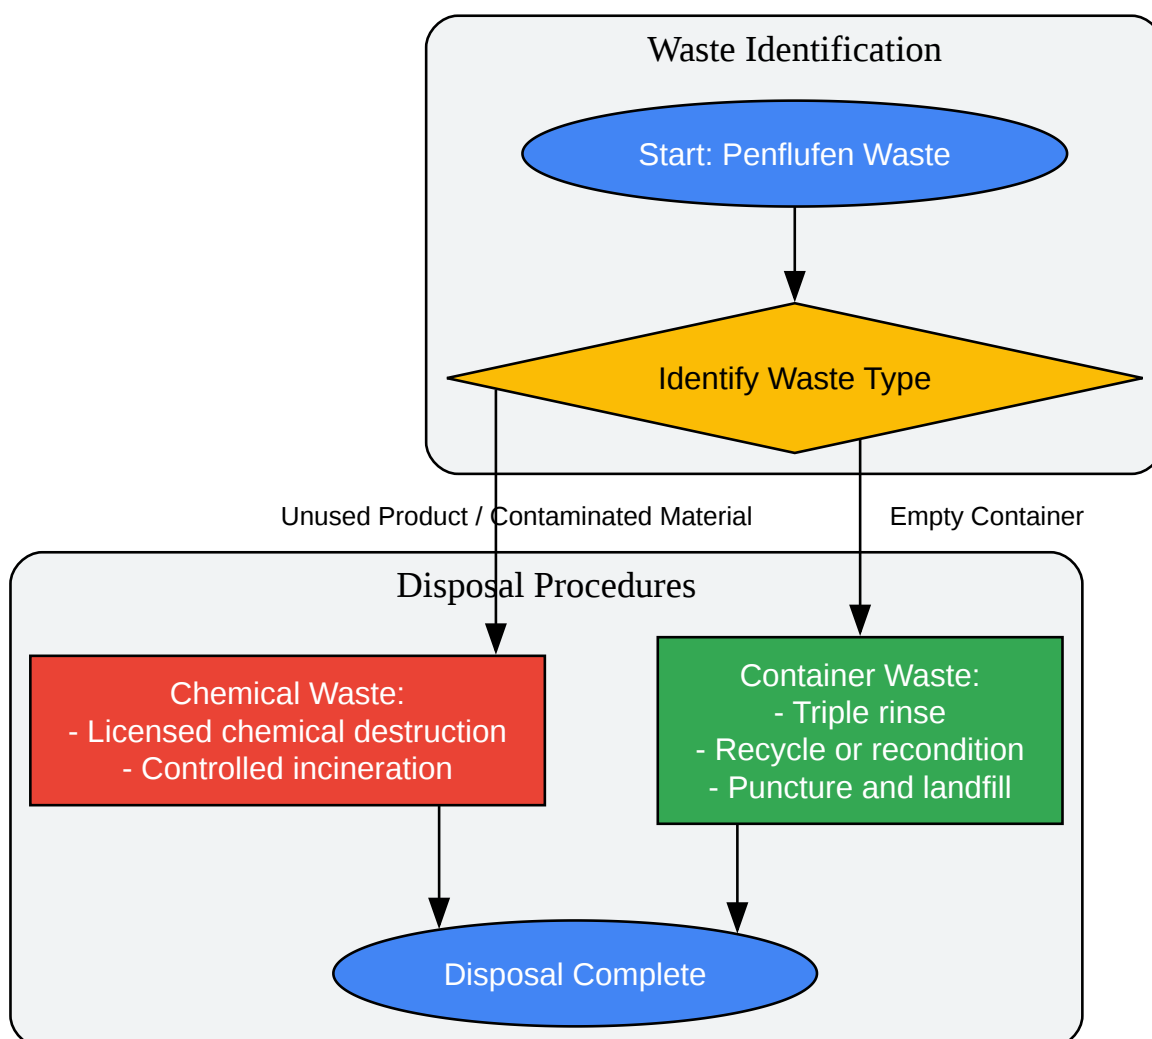 Waste Identification
Start: Penflufen Waste
Identify Waste Type
Unused Product / Contaminated Material
Empty Container
Disposal Procedures
Chemical Waste:
- Licensed chemical destruction
- Controlled incineration
Container Waste:
- Triple rinse
- Recycle or recondition
- Puncture and landfill
Disposal Complete